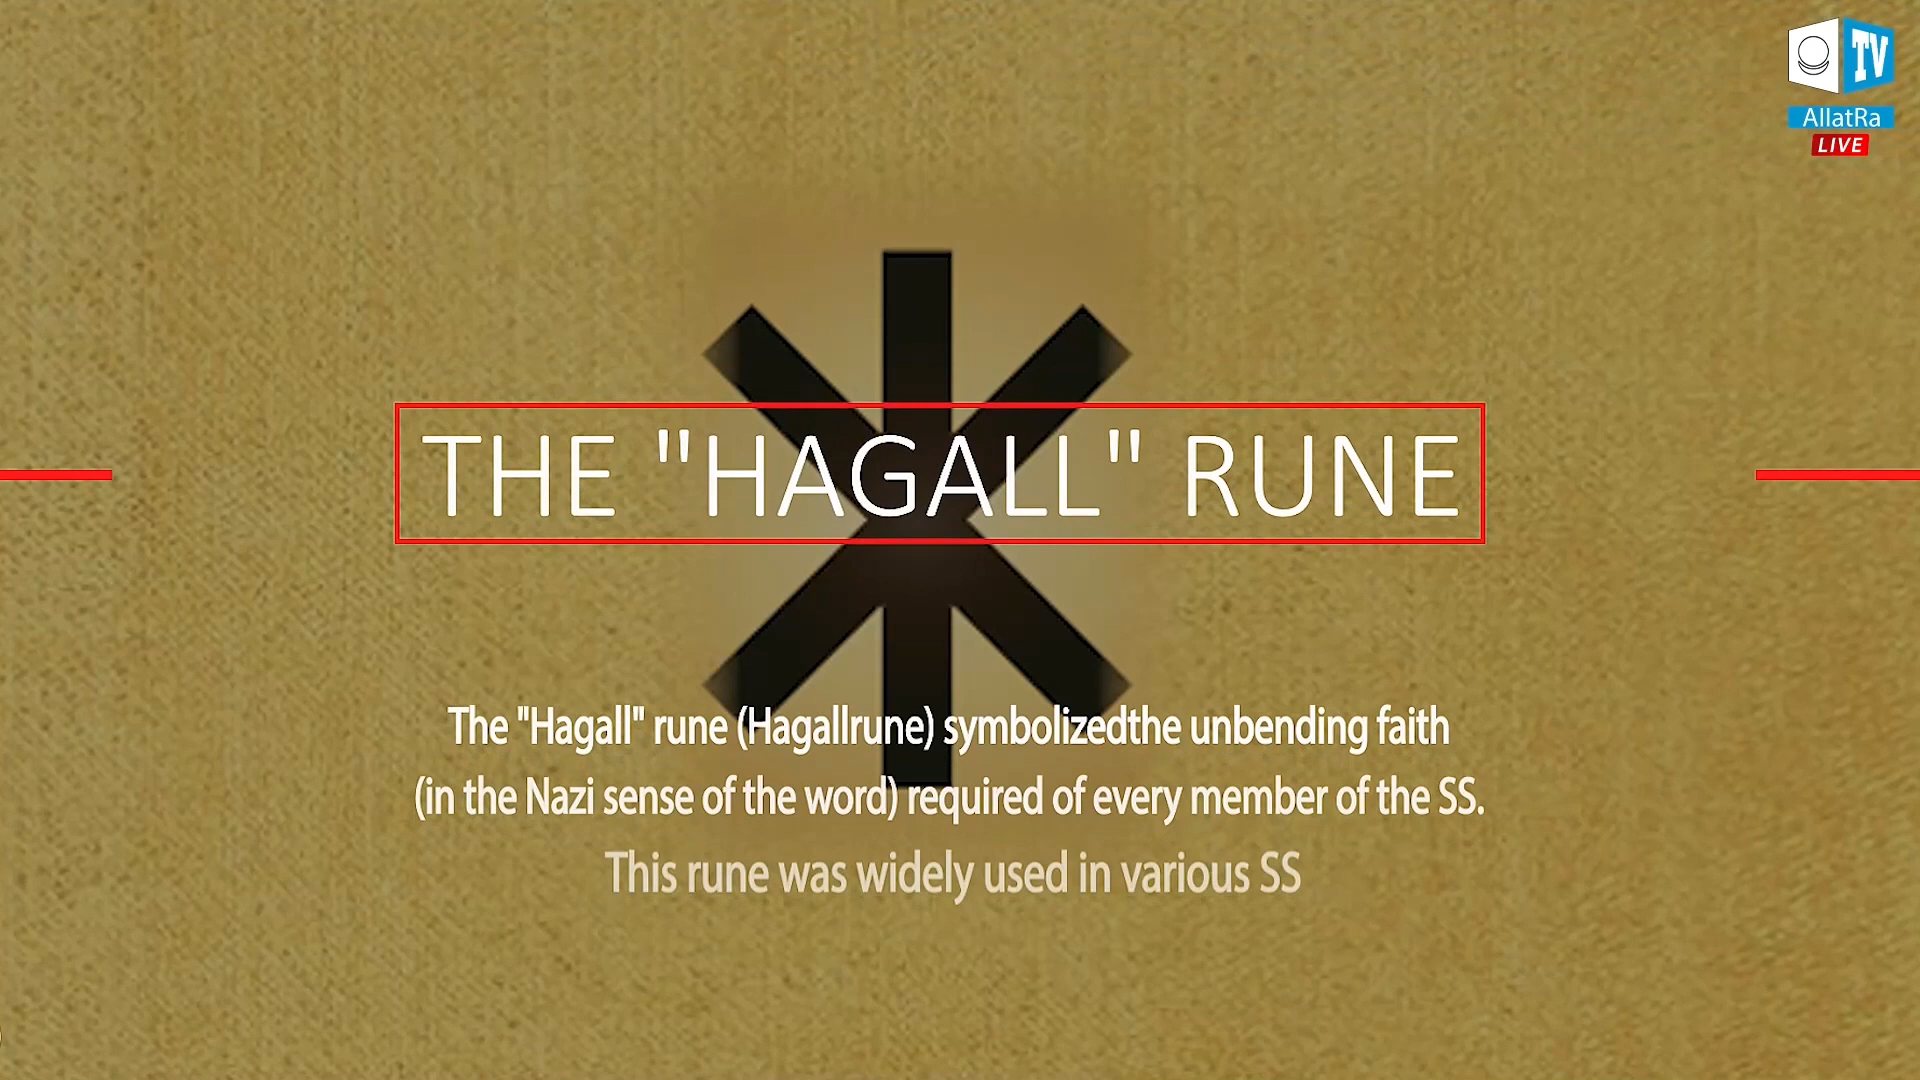 TV
AllatRa
LIVE
THE "HAGALL" RUNE
The "Hagall" rune (Hagallrune) symbolizedthe unbending faith
(in the Nazi sense of the word) required of every member of the SS.
This rune was widely used in various SS